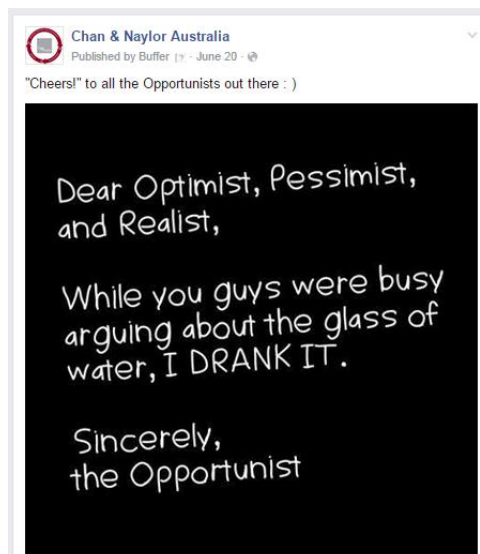 Chan & Naylor Australia
Published by Buffer [?] · June 20 ·
"Cheers!" to all the Opportunists out there : )
Dear Optimist, Pessimist,
and Realist,
While you guys were busy
arguing about the glass of
water, I DRANK IT.
Sincerely,
the Opportunist